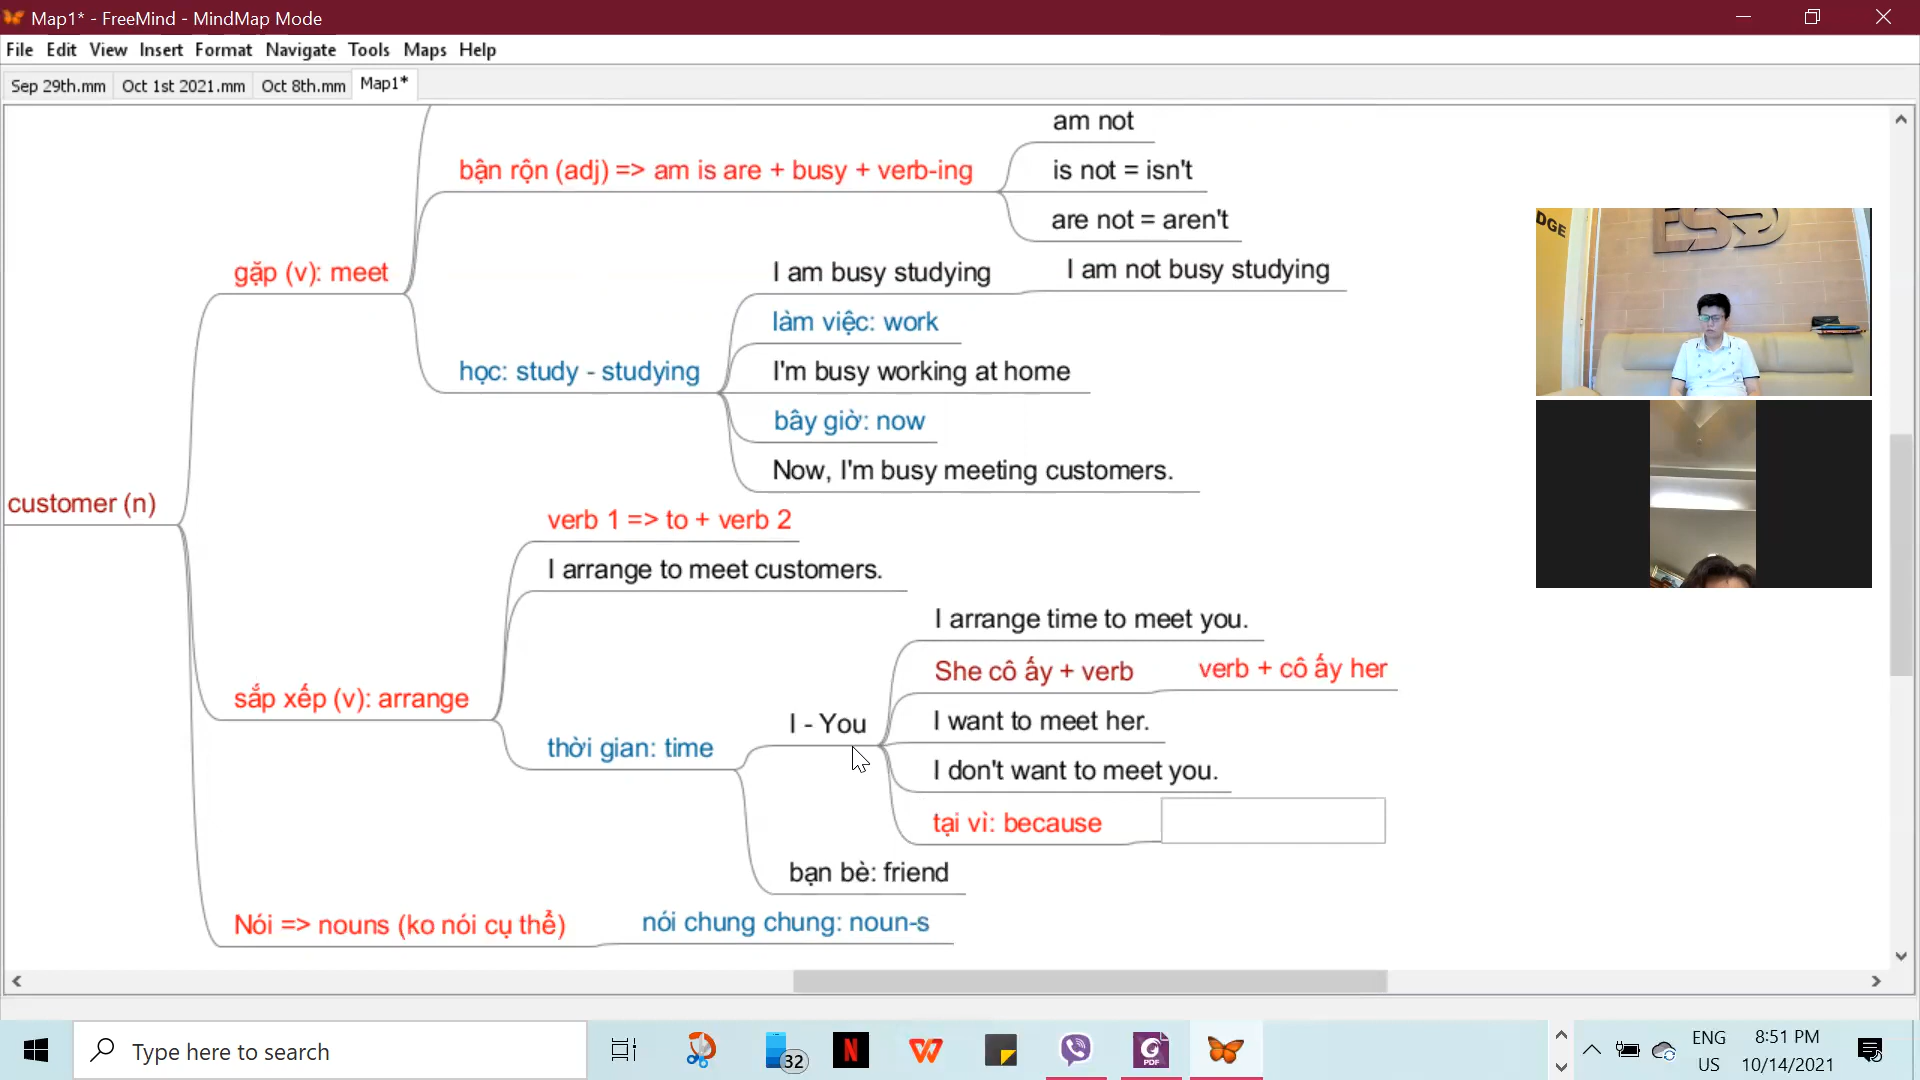 Map1* - FreeMind - MindMap Mode
File Edit View Insert Format Navigate Tools Maps Help
Sep 29th.mm Oct 1st 2021.mm Oct 8th.mm Map1*
am not
bận rộn (adj) => am is are + busy + verb-ing
is not = isn't
are not = aren't
gặp (v): meet
I am busy studying
I am not busy studying
làm việc: work
học: study - studying
I'm busy working at home
bây giờ: now
Now, I'm busy meeting customers.
customer (n)
verb 1 => to + verb 2
I arrange to meet customers.
I arrange time to meet you.
She cô ấy + verb
verb + cô ấy her
sắp xếp (v): arrange
I - You
I want to meet her.
thời gian: time
I don't want to meet you.
tại vì: because
bạn bè: friend
Nói => nouns (ko nói cụ thể)
nói chung chung: noun-s
DGE
ESD
Type here to search
32
N
W
PDF
ENG
US
8:51 PM
10/14/2021